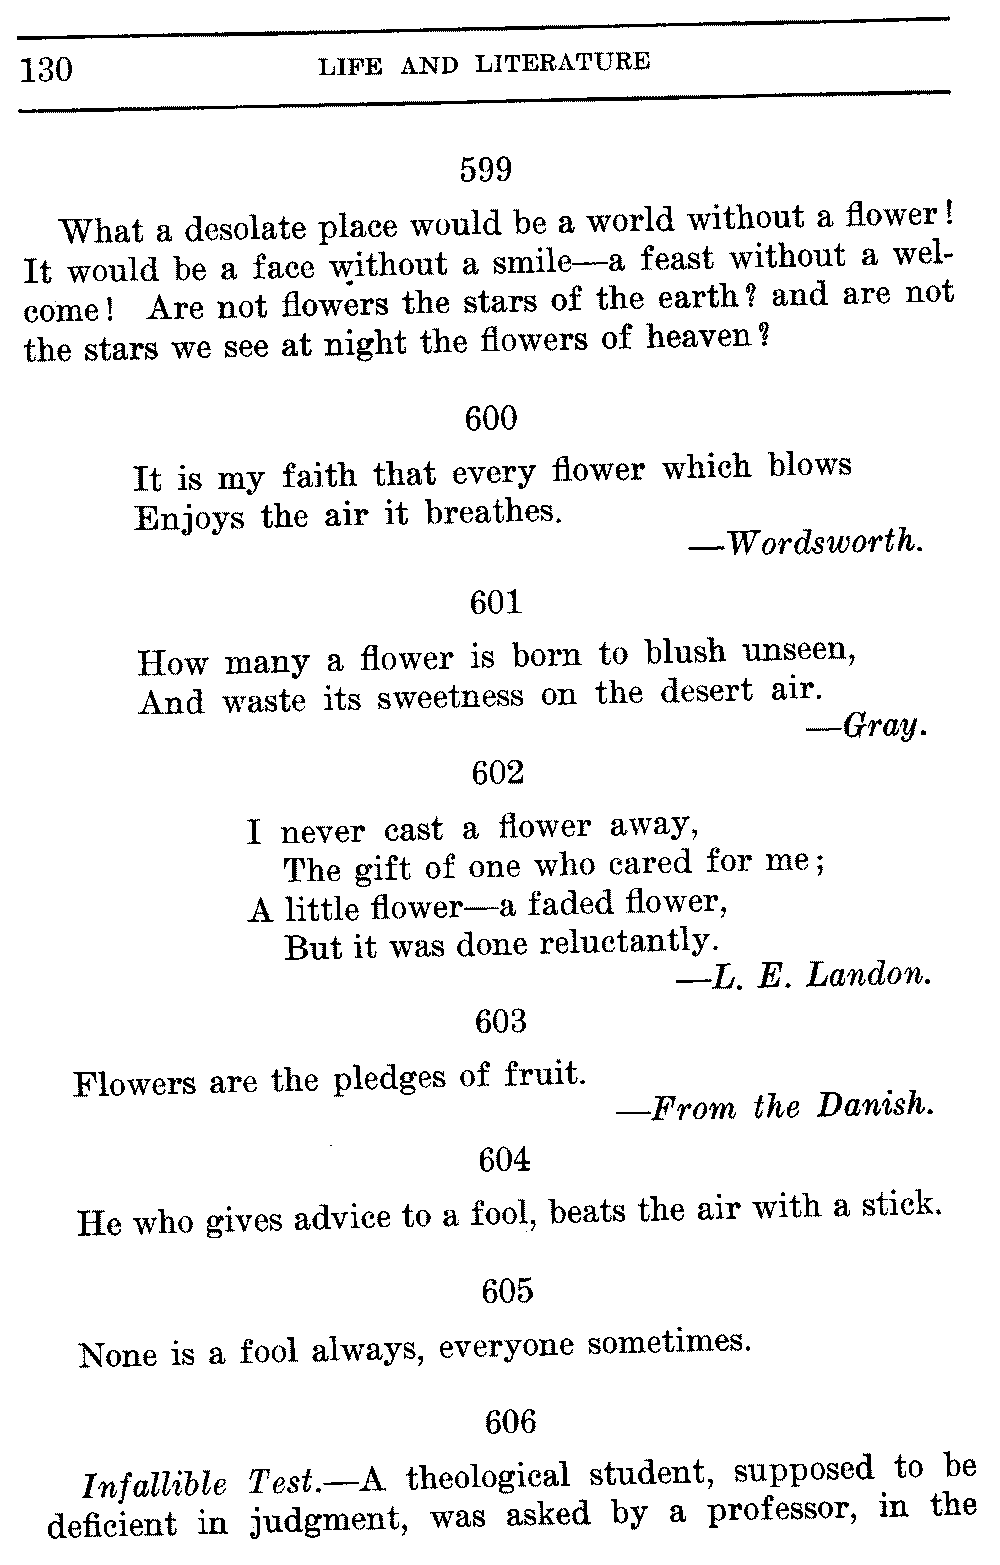 130 LIFE AND LITERATURE
599
What a desolate place would be a world without a flower!
It would be a face without a smile—a feast without a wel-
come! Are not flowers the stars of the earth? and are not
the stars we see at night the flowers of heaven?
600
It is my faith that every flower which blows
Enjoys the air it breathes.
—Wordsworth.
601
How many a flower is born to blush unseen,
And waste its sweetness on the desert air.
—Gray.
602
I never cast a flower away,
The gift of one who cared for me;
A little flower—a faded flower,
But it was done reluctantly.
—L. E. Landon.
603
Flowers are the pledges of fruit.
—From the Danish.
604
He who gives advice to a fool, beats the air with a stick.
605
None is a fool always, everyone sometimes.
606
Infallible Test.—A theological student, supposed to be
deficient in judgment, was asked by a professor, in the